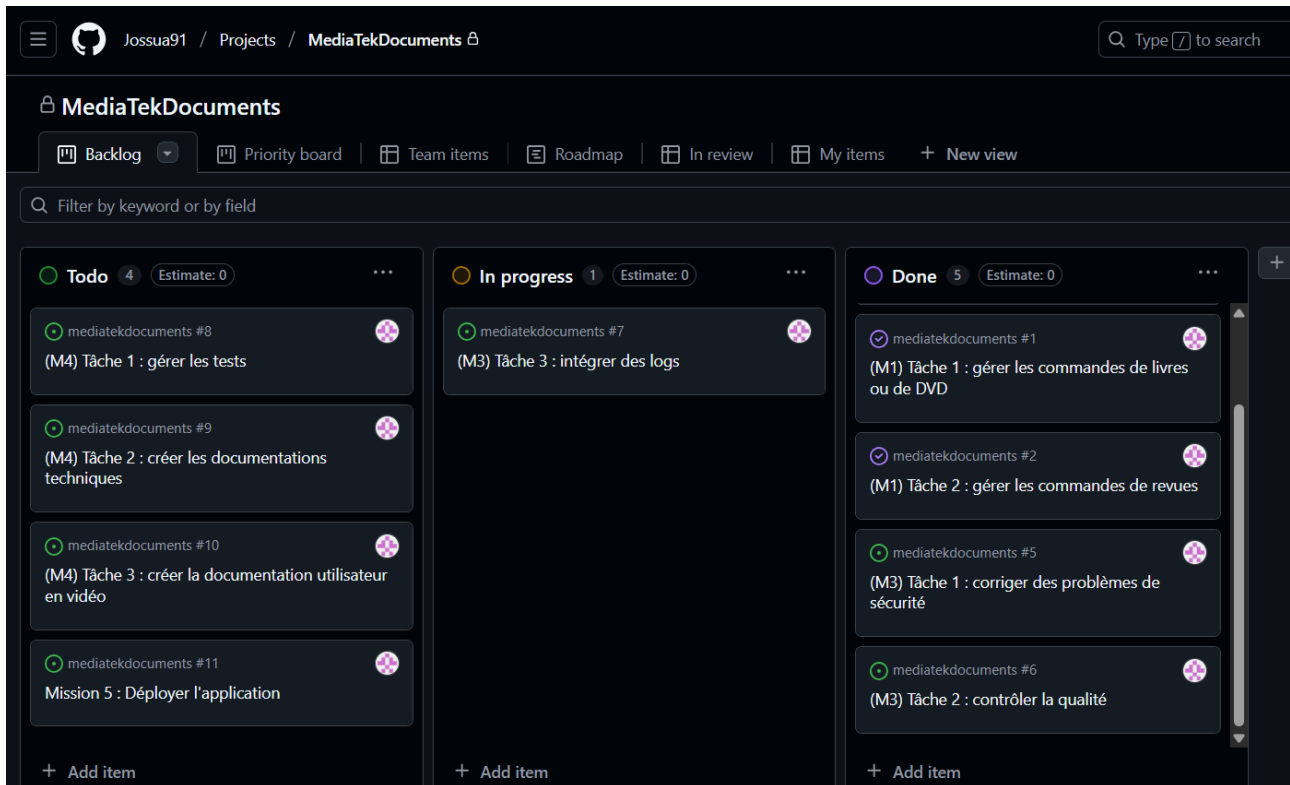 Jossua91 / Projects / MediaTekDocuments
Type / to search
MediaTekDocuments
Backlog
Priority board
Team items
Roadmap
In review
My items
+ New view
Filter by keyword or by field
Todo 4 Estimate: 0 ...
mediatekdocuments #8
(M4) Tâche 1 : gérer les tests
mediatekdocuments #9
(M4) Tâche 2 : créer les documentations
techniques
mediatekdocuments #10
(M4) Tâche 3 : créer la documentation utilisateur
en vidéo
mediatekdocuments #11
Mission 5 : Déployer l'application
+ Add item
In progress 1 Estimate: 0 ...
mediatekdocuments #7
(M3) Tâche 3 : intégrer des logs
+ Add item
Done 5 Estimate: 0 ...
mediatekdocuments #1
(M1) Tâche 1 : gérer les commandes de livres
ou de DVD
mediatekdocuments #2
(M1) Tâche 2 : gérer les commandes de revues
mediatekdocuments #5
(M3) Tâche 1 : corriger des problèmes de
sécurité
mediatekdocuments #6
(M3) Tâche 2 : contrôler la qualité
+ Add item
+